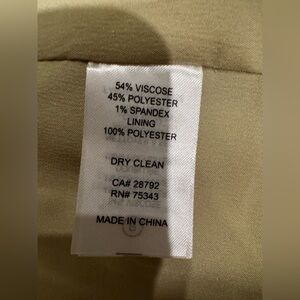 54% VISCOSE
45% POLYESTER
1% SPANDEX
LINING
100% POLYESTER
DRY CLEAN
CA# 28792
RN# 75343
MADE IN CHINA